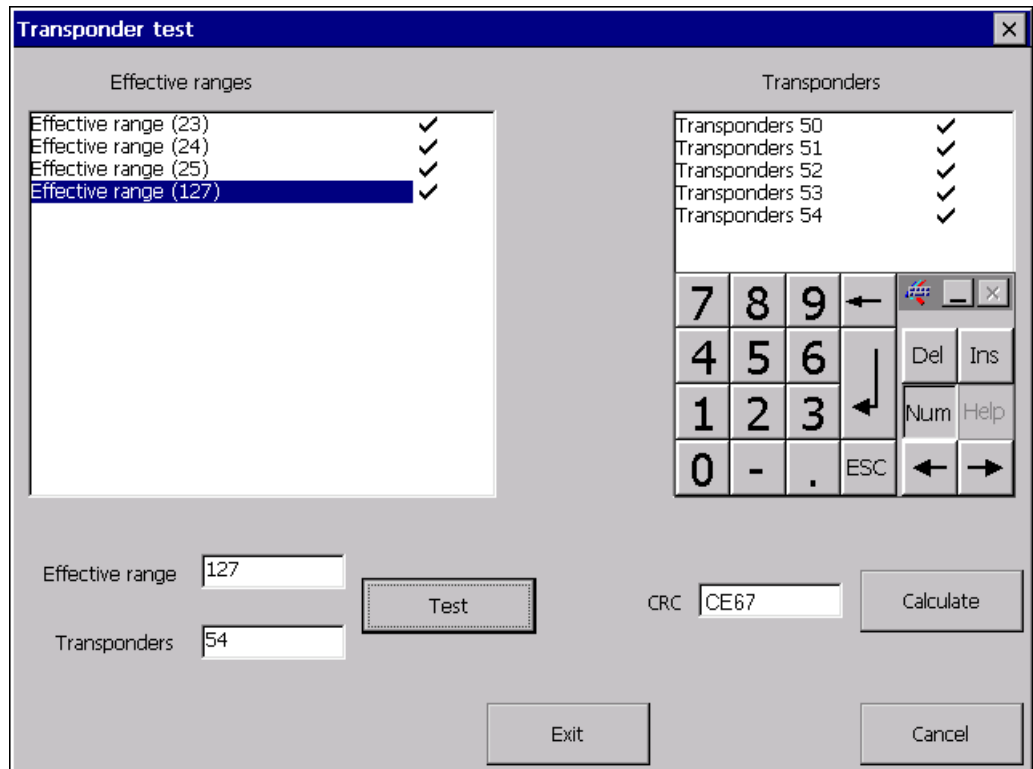 Transponder test
Effective ranges
Transponders
Effective range (23)
Effective range (24)
Effective range (25)
Effective range (127)
Transponders 50
Transponders 51
Transponders 52
Transponders 53
Transponders 54
7 8 9
4 5 6 Del Ins
1 2 3 Num Help
0 - . ESC
Effective range 127
Transponders 54
Test
CRC CE67
Calculate
Exit
Cancel